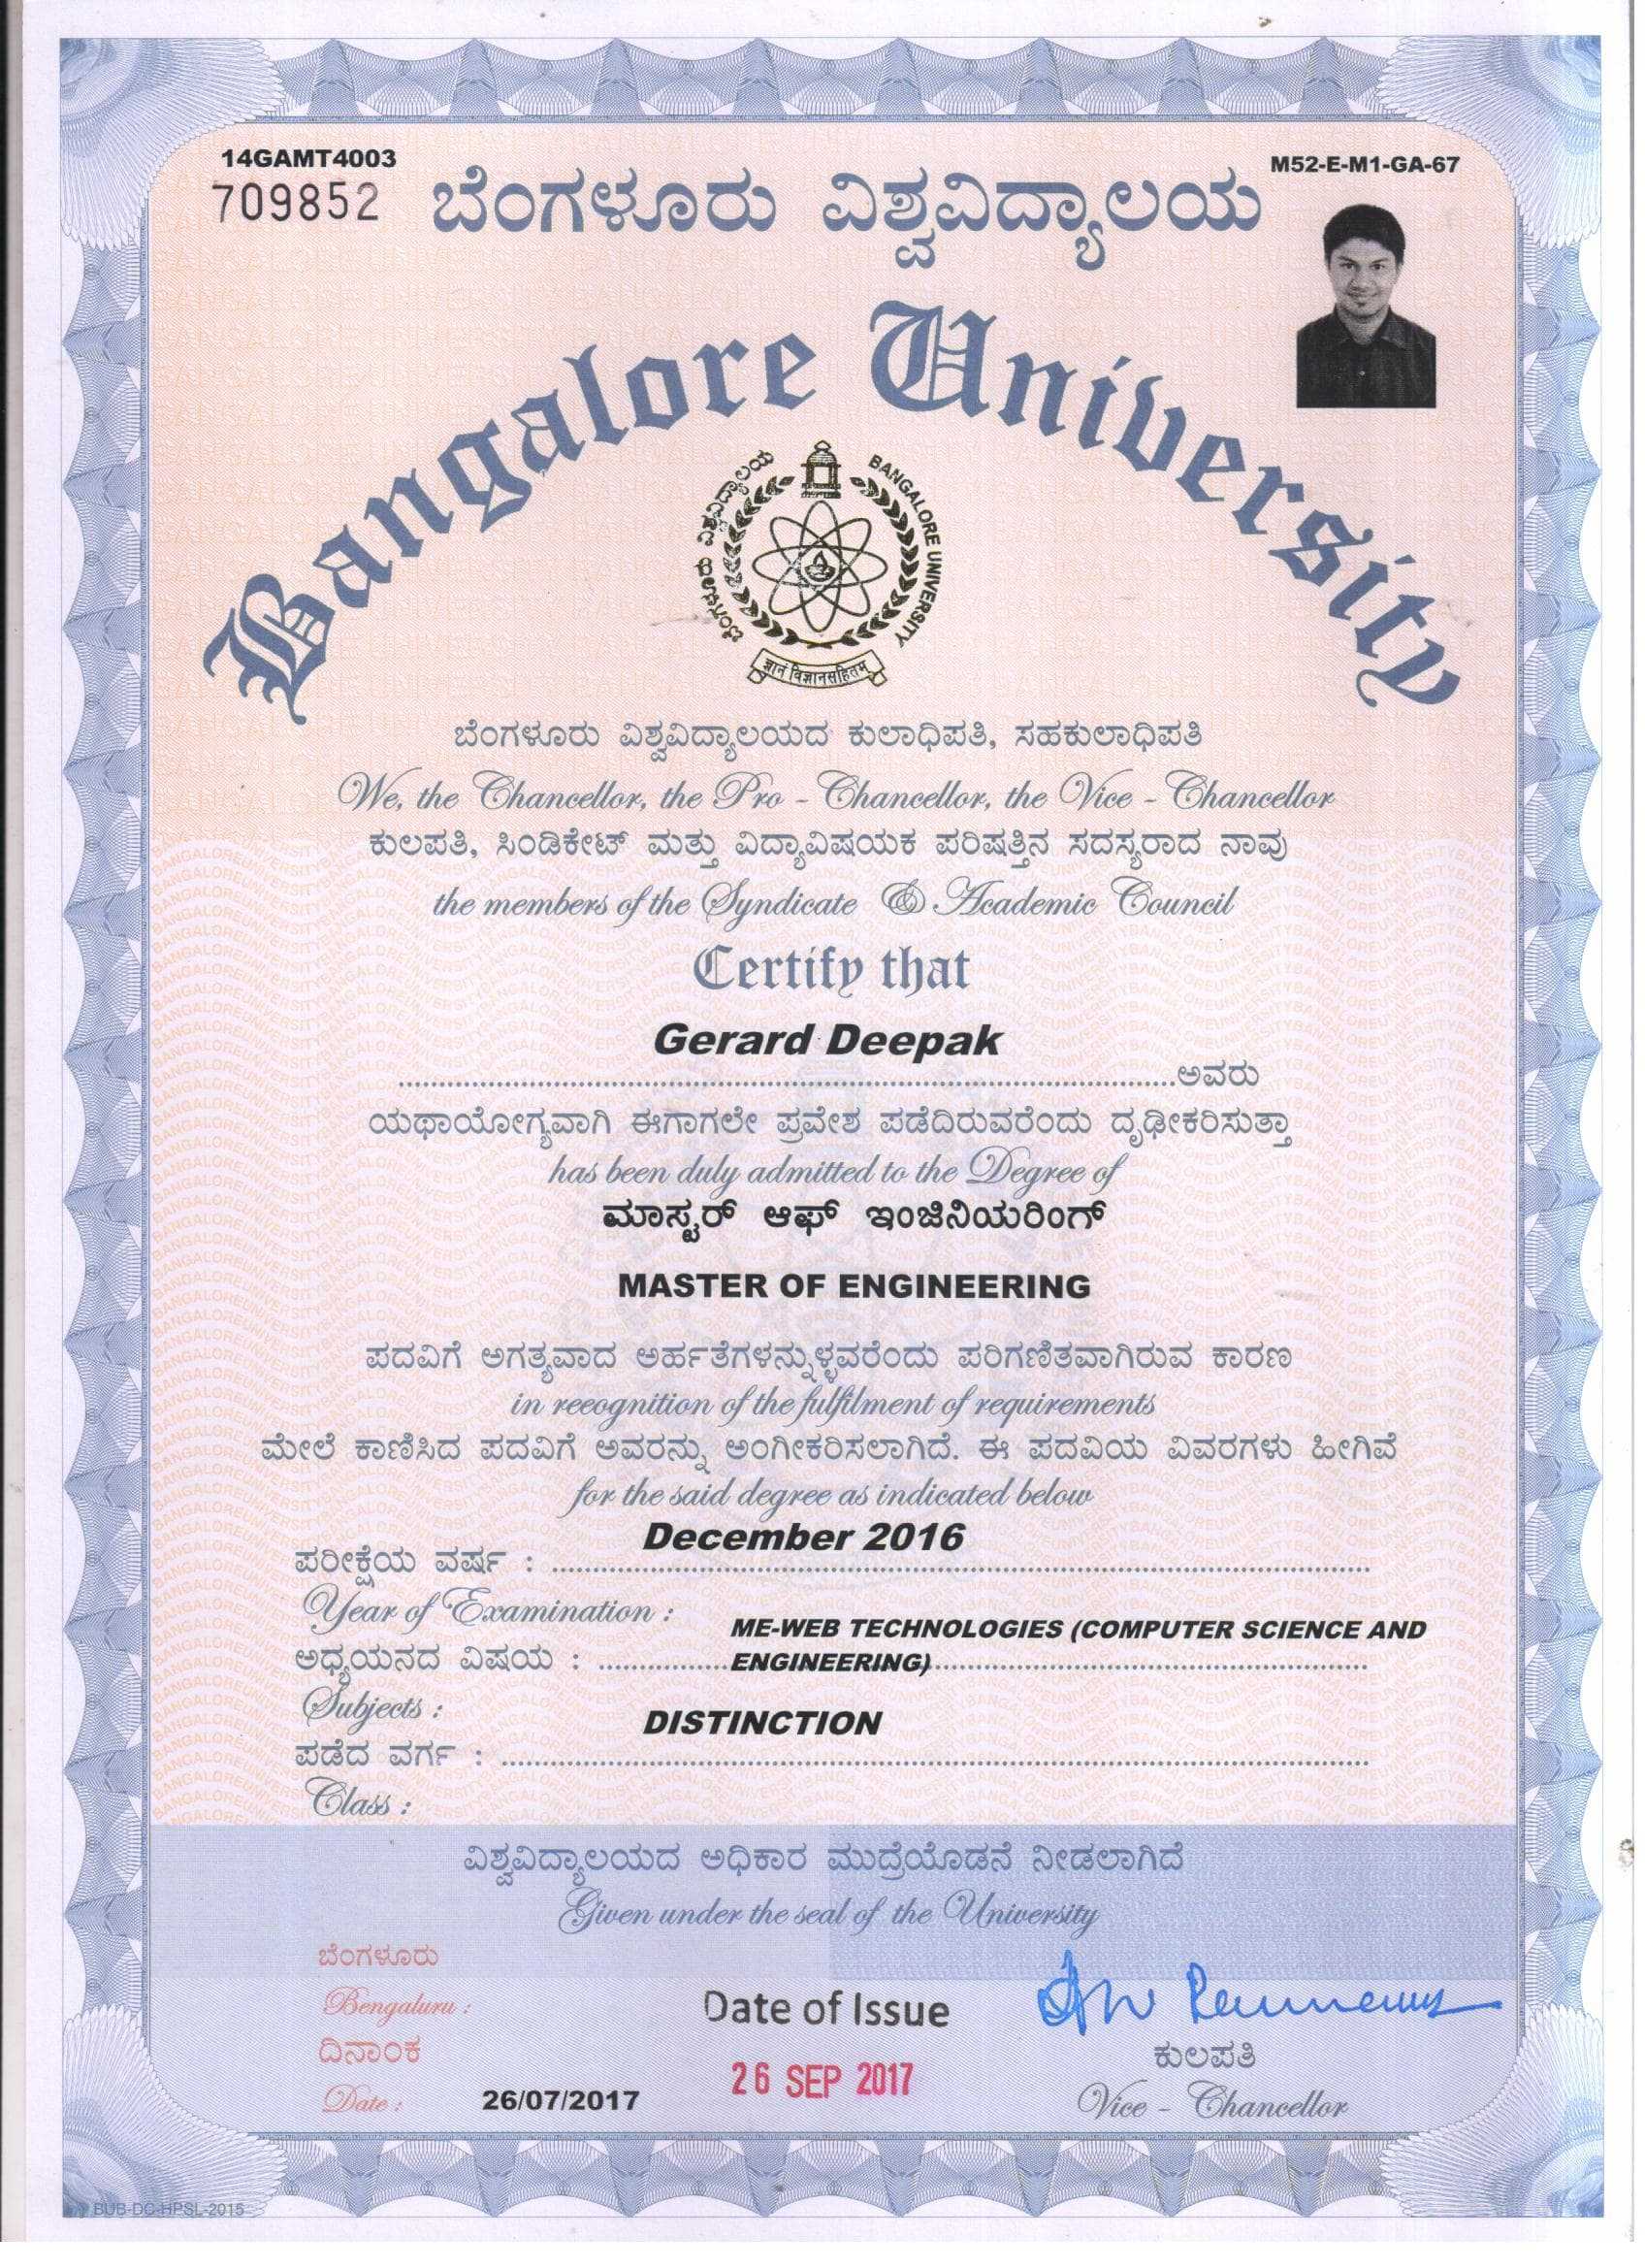 14GAMT4003
M52-E-M1-GA-67
709852
ಬೆಂಗಳೂರು ವಿಶ್ವವಿದ್ಯಾಲಯ
Bangalore University
ಬೆಂಗಳೂರು ವಿಶ್ವವಿದ್ಯಾಲಯ
BANGALORE UNIVERSITY
ज्ञानं विज्ञानसहितम्
ಬೆಂಗಳೂರು ವಿಶ್ವವಿದ್ಯಾಲಯದ ಕುಲಾಧಿಪತಿ, ಸಹಕುಲಾಧಿಪತಿ
We, the Chancellor, the Pro - Chancellor, the Vice - Chancellor
ಕುಲಪತಿ, ಸಿಂಡಿಕೇಟ್ ಮತ್ತು ವಿದ್ಯಾವಿಷಯಕ ಪರಿಷತ್ತಿನ ಸದಸ್ಯರಾದ ನಾವು
the members of the Syndicate & Academic Council
Certify that
Gerard Deepak
ಅವರು
ಯಥಾಯೋಗ್ಯವಾಗಿ ಈಗಾಗಲೇ ಪ್ರವೇಶ ಪಡೆದಿರುವರೆಂದು ದೃಢೀಕರಿಸುತ್ತಾ
has been duly admitted to the Degree of
ಮಾಸ್ಟರ್ ಆಫ್ ಇಂಜಿನಿಯರಿಂಗ್
MASTER OF ENGINEERING
ಪದವಿಗೆ ಅಗತ್ಯವಾದ ಅರ್ಹತೆಗಳನ್ನುಳ್ಳವರೆಂದು ಪರಿಗಣಿತವಾಗಿರುವ ಕಾರಣ
in recognition of the fulfilment of requirements
ಮೇಲೆ ಕಾಣಿಸಿದ ಪದವಿಗೆ ಅವರನ್ನು ಅಂಗೀಕರಿಸಲಾಗಿದೆ. ಈ ಪದವಿಯ ವಿವರಗಳು ಹೀಗಿವೆ
for the said degree as indicated below
December 2016
ಪರೀಕ್ಷೆಯ ವರ್ಷ :
Year of Examination :
ME-WEB TECHNOLOGIES (COMPUTER SCIENCE AND
ಅಧ್ಯಯನದ ವಿಷಯ : ENGINEERING)
Subjects :
DISTINCTION
ಪಡೆದ ವರ್ಗ :
Class :
ವಿಶ್ವವಿದ್ಯಾಲಯದ ಅಧಿಕಾರ ಮುದ್ರೆಯೊಡನೆ ನೀಡಲಾಗಿದೆ
Given under the seal of the University
ಬೆಂಗಳೂರು
Bengaluru :
Date of Issue
ದಿನಾಂಕ
ಕುಲಪತಿ
26 SEP 2017
Date : 26/07/2017
Vice - Chancellor
BUB-DC-HPSL-2015